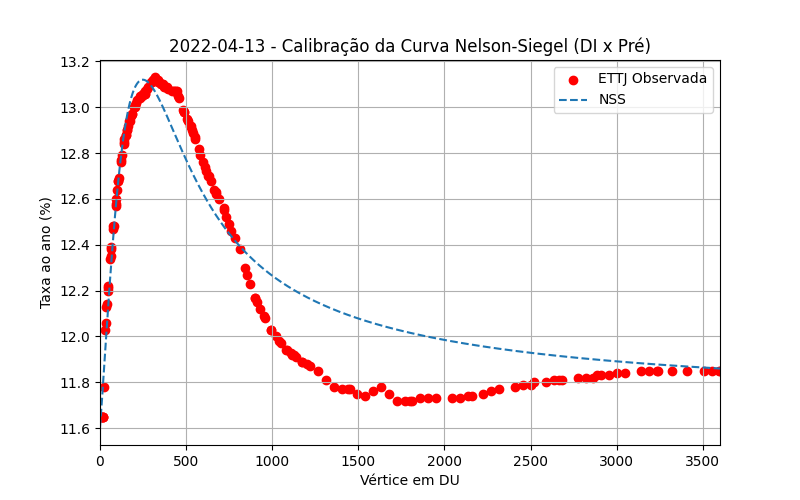 2022-04-13 - Calibração da Curva Nelson-Siegel (DI x Pré)
ETTJ Observada
NSS
Taxa ao ano (%)
13.2
13.0
12.8
12.6
12.4
12.2
12.0
11.8
11.6
0 500 1000 1500 2000 2500 3000 3500
Vértice em DU